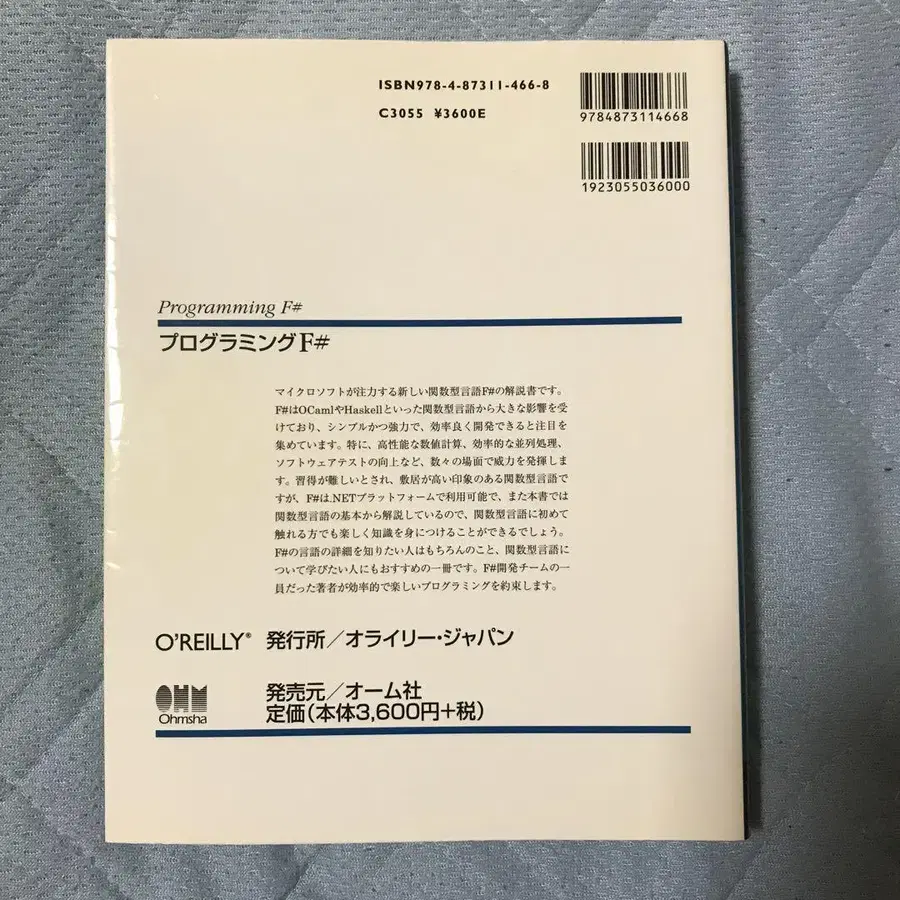 ISBN978-4-87311-466-8
C3055 ¥3600E
9784873114668
1923055036000
Programming F#
プログラミングF#
マイクロソフトが注力する新しい関数型言語F#の解説書です。
F#はOCamlやHaskellといった関数型言語から大きな影響を受
けており、シンプルかつ強力で、効率良く開発できると注目を
集めています。特に、高性能な数値計算、効率的な並列処理、
ソフトウェアテストの向上など、数々の場面で威力を発揮しま
す。習得が難しいとされ、敷居が高い印象のある関数型言語で
すが、F#は.NETプラットフォームで利用可能で、また本書では
関数型言語の基本から解説しているので、関数型言語に初めて
触れる方でも楽しく知識を身につけることができるでしょう。
F#の言語の詳細を知りたい人はもちろんのこと、関数型言語に
ついて学びたい人にもおすすめの一冊です。F#開発チームの一
員だった著者が効率的で楽しいプログラミングを約束します。
O'REILLY® 発行所／オライリー・ジャパン
OHM
Ohmsha
発売元／オーム社
定価（本体3,600円+税）